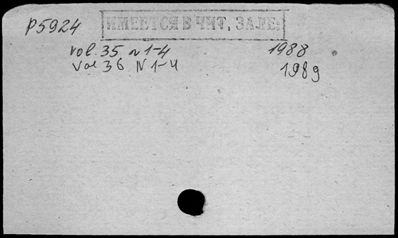 P5924
ИМЕЕТСЯ В ЧИТ. ЗАЛЕ:
vol. 35 n 1-4 1988
vol 36 N 1-4 1989